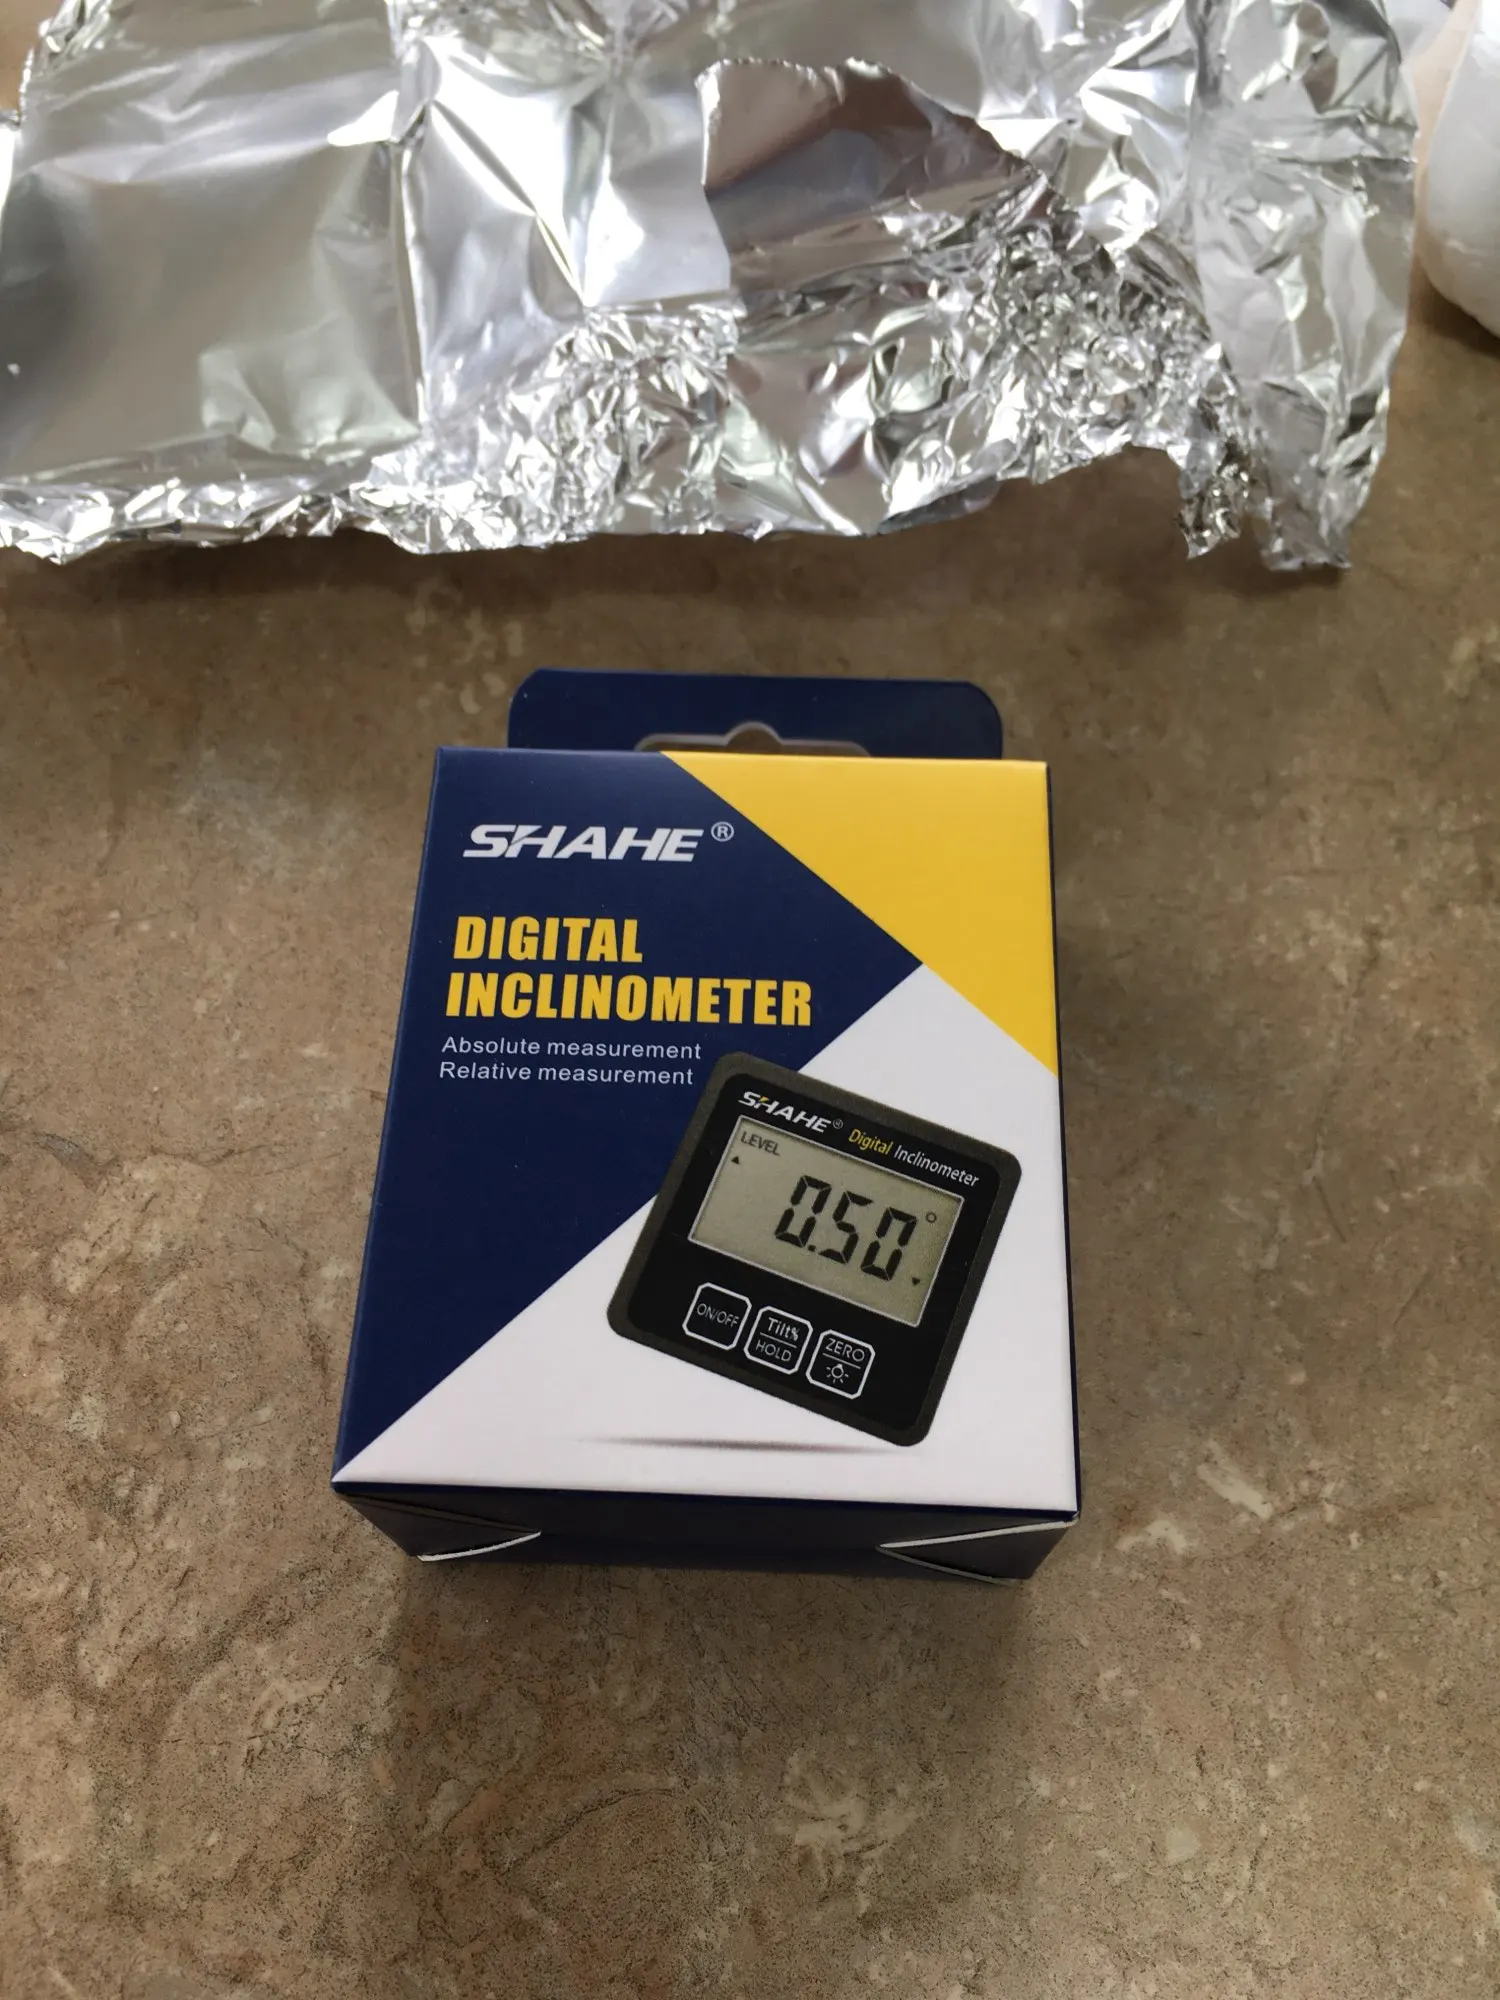 SHAHE®
DIGITAL
INCLINOMETER
Absolute measurement
Relative measurement
SHAHE® Digital Inclinometer
LEVEL
0.50°
ON/OFF
Tilt%
HOLD
ZERO